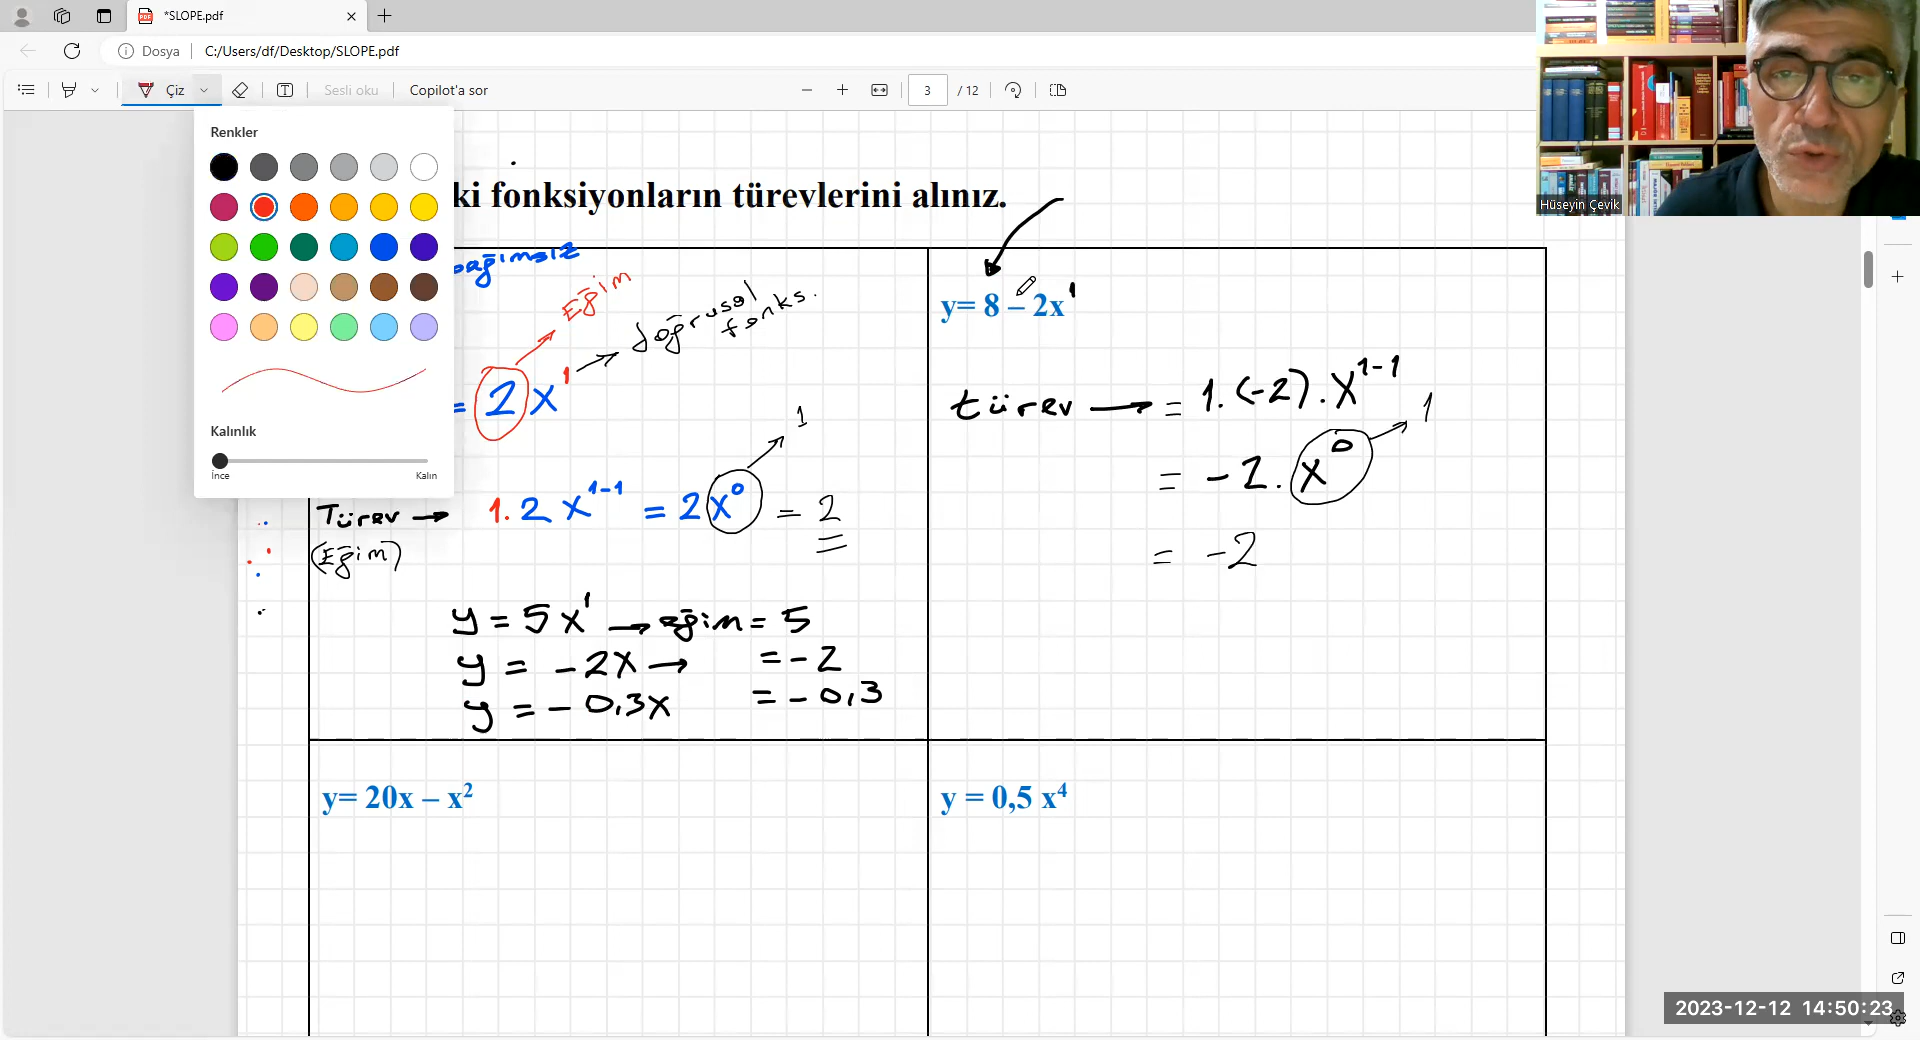 *SLOPE.pdf
Dosya
C:/Users/df/Desktop/SLOPE.pdf
Çiz
Sesli oku
Copilot'a sor
3 / 12
Renkler
Kalınlık
İnce
Kalın
Hüseyin Çevik
ki fonksiyonların türevlerini alınız.
bağımsız
Eğim
doğrusal
fonks.
= 2x¹
1
Türev → 1. 2x¹⁻¹ = 2x⁰ = 2
(Eğim)
y = 5x¹ → eğim = 5
y = -2x → = -2
y = -0,3x = -0,3
y= 8 – 2x¹
türev → = 1.(-2).x¹⁻¹
1
= -2.x⁰
= -2
y= 20x – x²
y = 0,5 x⁴
2023-12-12 14:50:23